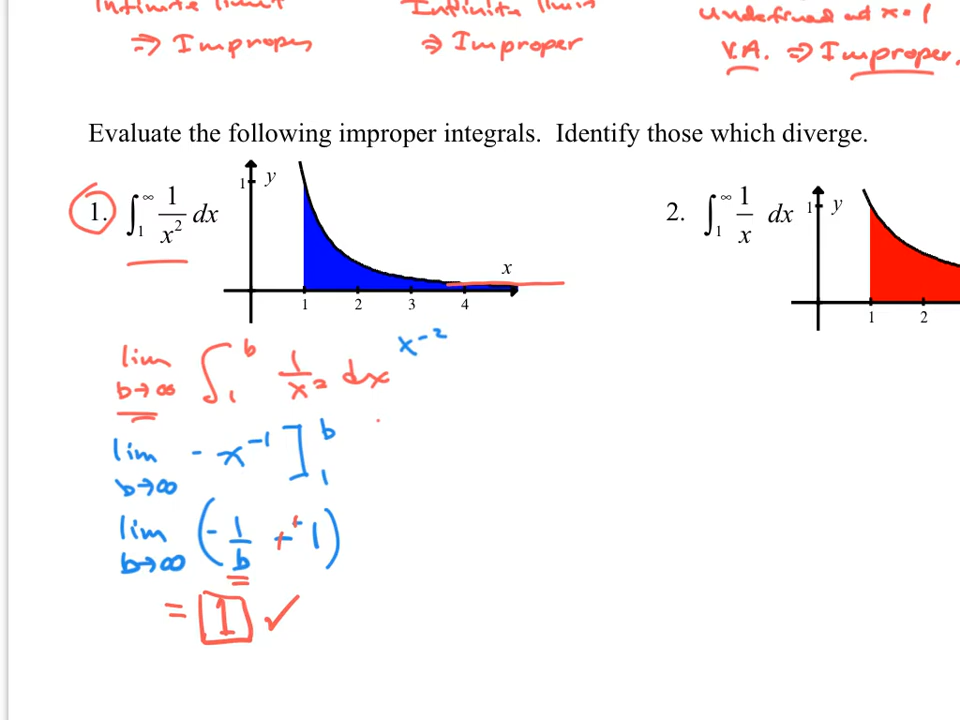 Infinite limit
⇒ Improper
Infinite limit
⇒ Improper
Undefined at x=1
V.A. ⇒ Improper.
Evaluate the following improper integrals. Identify those which diverge.
1. ∫₁^∞ 1/x² dx
1 y
x
1 2 3 4
2. ∫₁^∞ 1/x dx
1 y
1 2
lim b→∞ ∫₁^b 1/x² dx x⁻²
lim b→∞ -x⁻¹]₁^b
lim b→∞ (-1/b + +1)
= 1 ✓